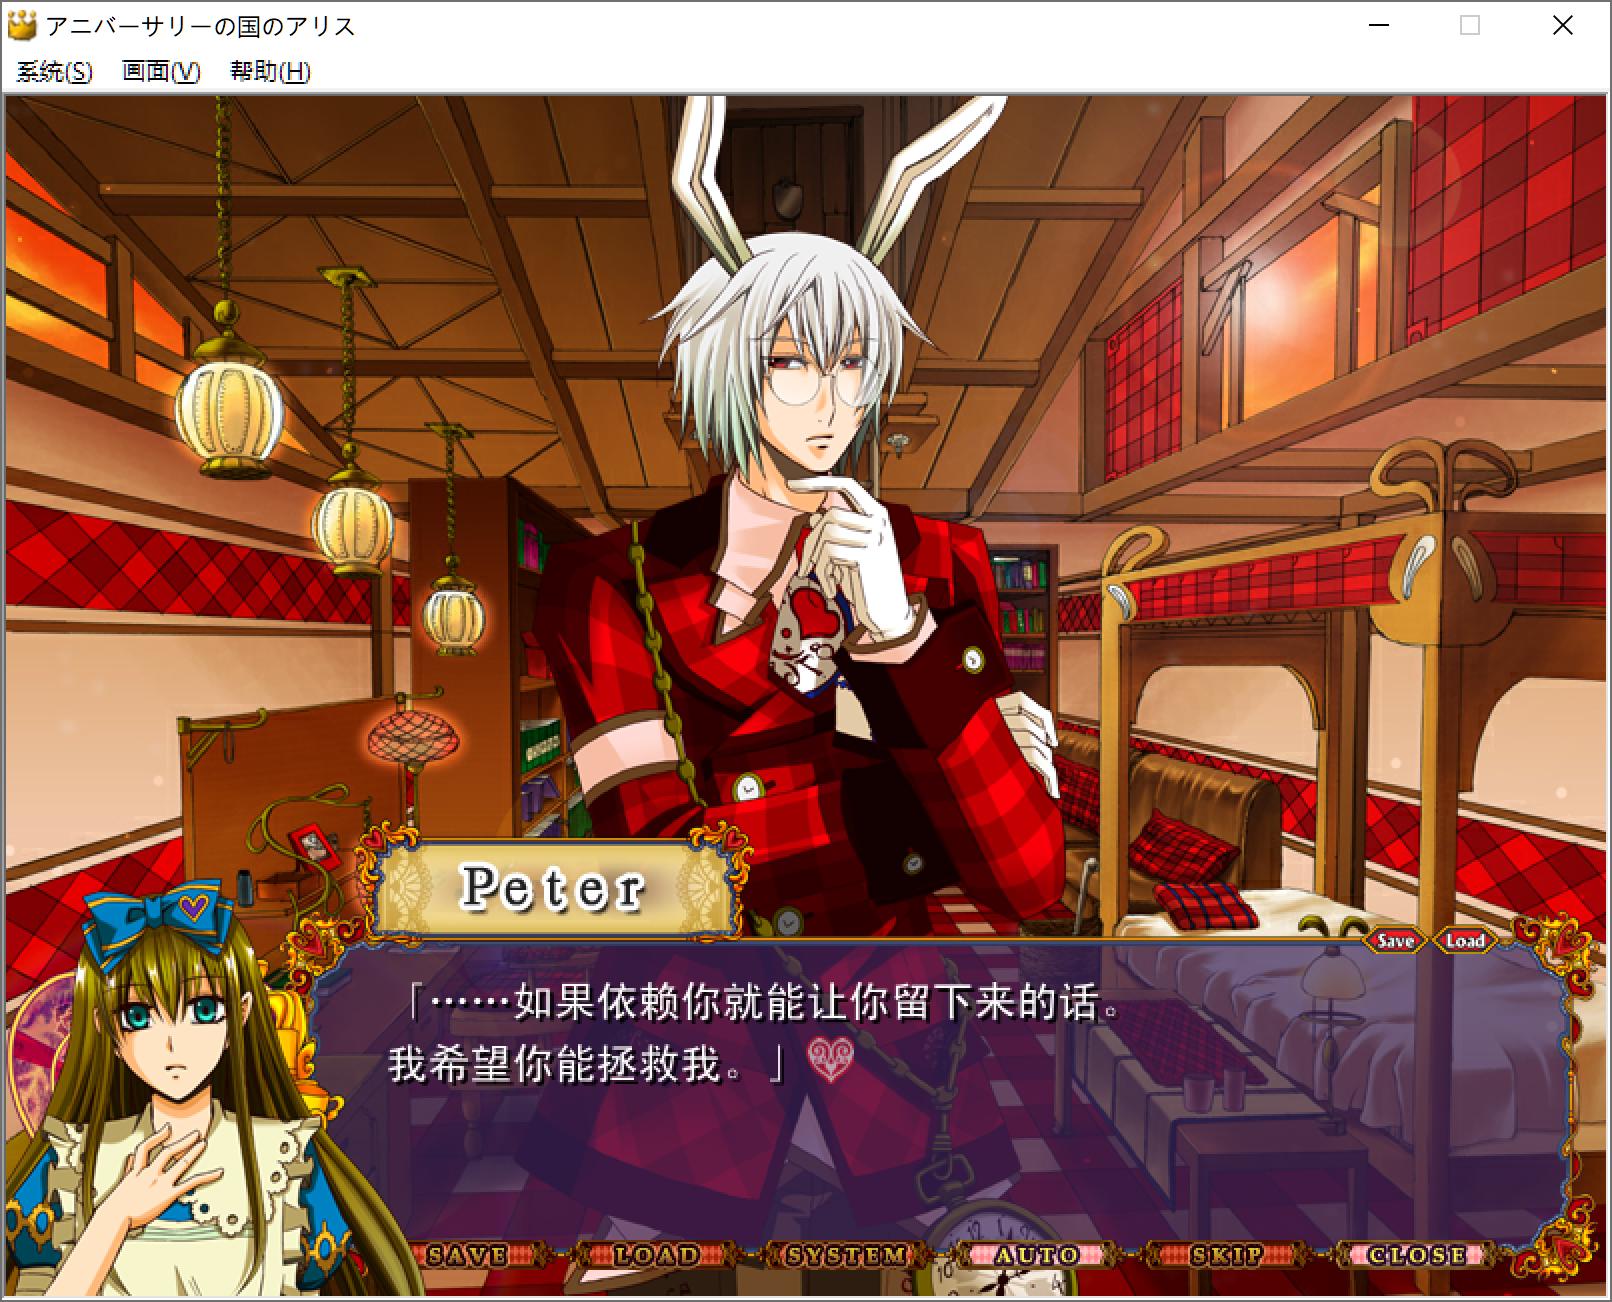 アニバーサリーの国のアリス
系统(S) 画面(V) 帮助(H)
Peter
Save Load
「……如果依赖你就能让你留下来的话。
我希望你能拯救我。」
SAVE LOAD SYSTEM AUTO SKIP CLOSE